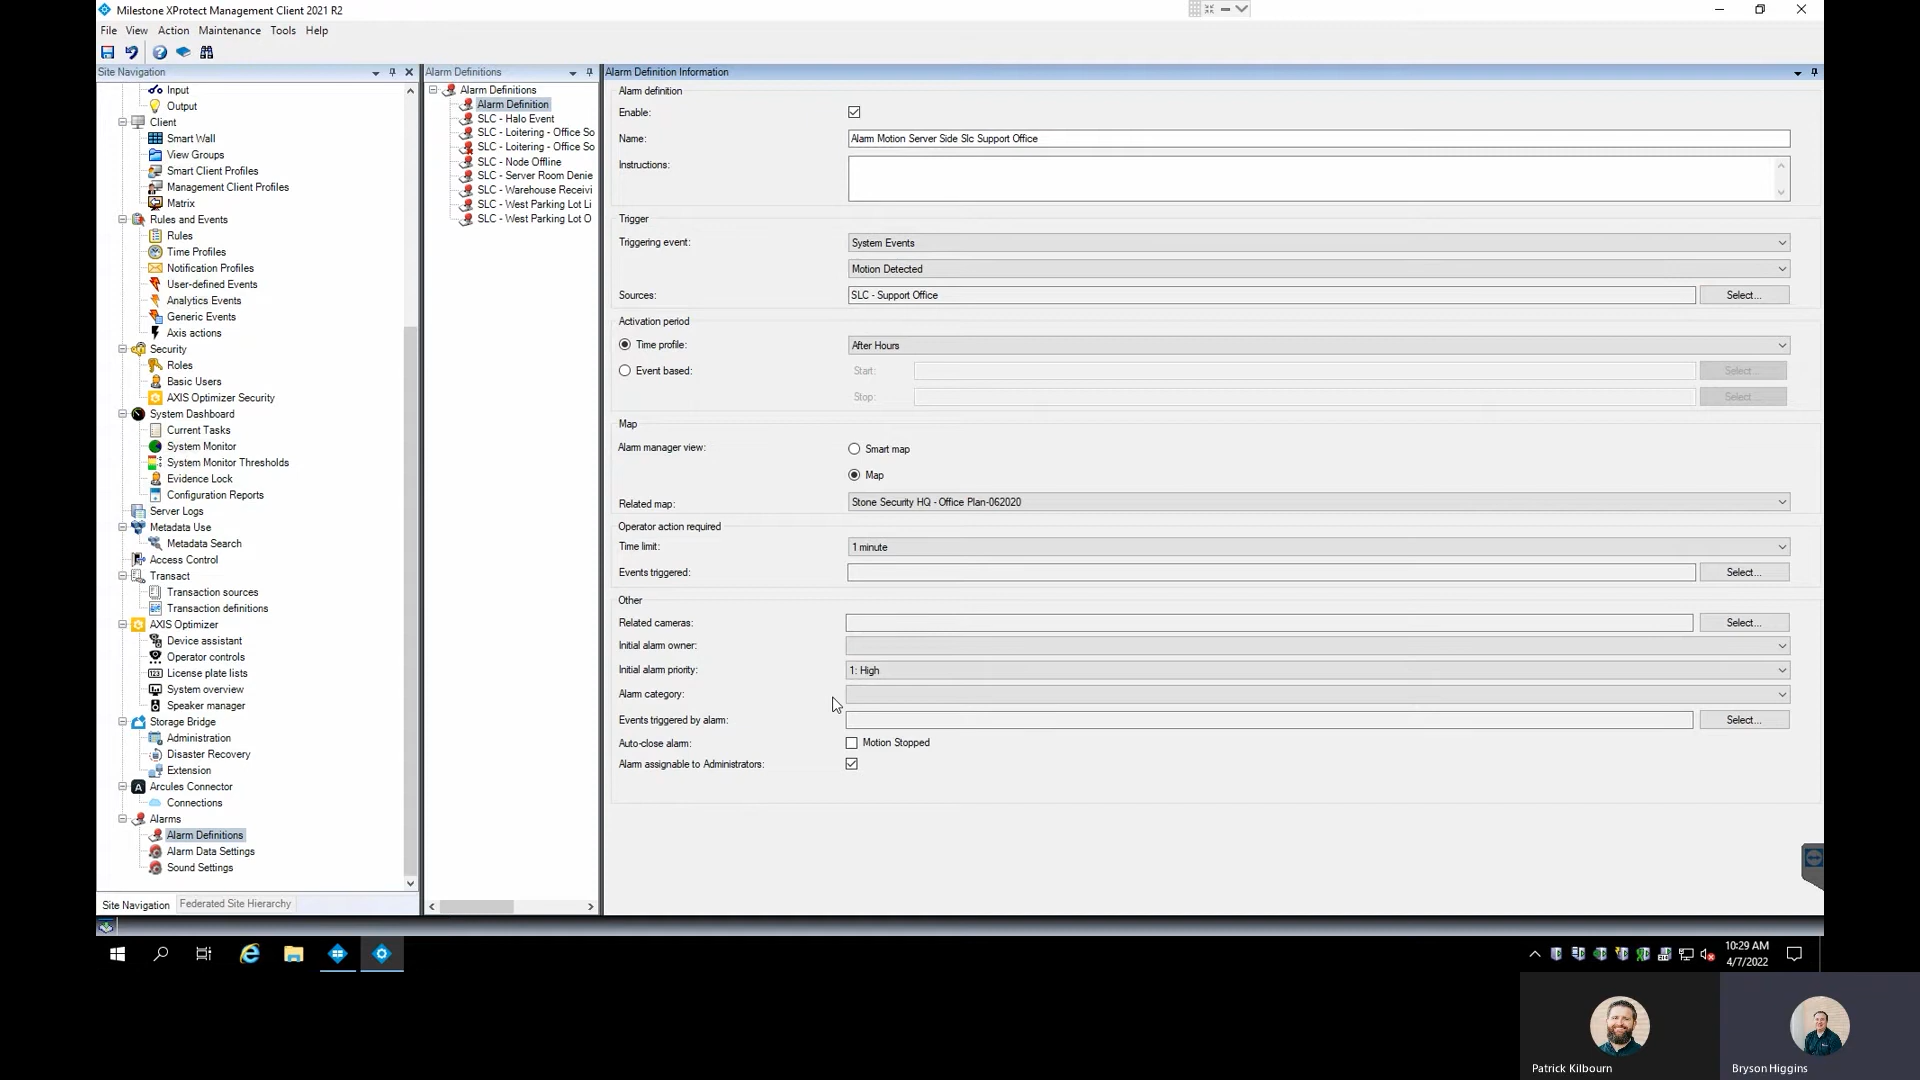 Milestone XProtect Management Client 2021 R2
File View Action Maintenance Tools Help
Site Navigation
Input
Output
Client
Smart Wall
View Groups
Smart Client Profiles
Management Client Profiles
Matrix
Rules and Events
Rules
Time Profiles
Notification Profiles
User-defined Events
Analytics Events
Generic Events
Axis actions
Security
Roles
Basic Users
AXIS Optimizer Security
System Dashboard
Current Tasks
System Monitor
System Monitor Thresholds
Evidence Lock
Configuration Reports
Server Logs
Metadata Use
Metadata Search
Access Control
Transact
Transaction sources
Transaction definitions
AXIS Optimizer
Device assistant
Operator controls
License plate lists
System overview
Speaker manager
Storage Bridge
Administration
Disaster Recovery
Extension
Arcules Connector
Connections
Alarms
Alarm Definitions
Alarm Data Settings
Sound Settings
Site Navigation Federated Site Hierarchy
Alarm Definitions
Alarm Definitions
Alarm Definition
SLC - Halo Event
SLC - Loitering - Office So
SLC - Loitering - Office So
SLC - Node Offline
SLC - Server Room Denie
SLC - Warehouse Receivi
SLC - West Parking Lot Li
SLC - West Parking Lot O
Alarm Definition Information
Alarm definition
Enable:
Name: Alarm Motion Server Side Slc Support Office
Instructions:
Trigger
Triggering event: System Events
Motion Detected
Sources: SLC - Support Office Select...
Activation period
Time profile: After Hours
Event based: Start: Select...
Stop: Select...
Map
Alarm manager view: Smart map
Map
Related map: Stone Security HQ - Office Plan-062020
Operator action required
Time limit: 1 minute
Events triggered: Select...
Other
Related cameras: Select...
Initial alarm owner:
Initial alarm priority: 1: High
Alarm category:
Events triggered by alarm: Select...
Auto-close alarm: Motion Stopped
Alarm assignable to Administrators:
10:29 AM
4/7/2022
Patrick Kilbourn
Bryson Higgins